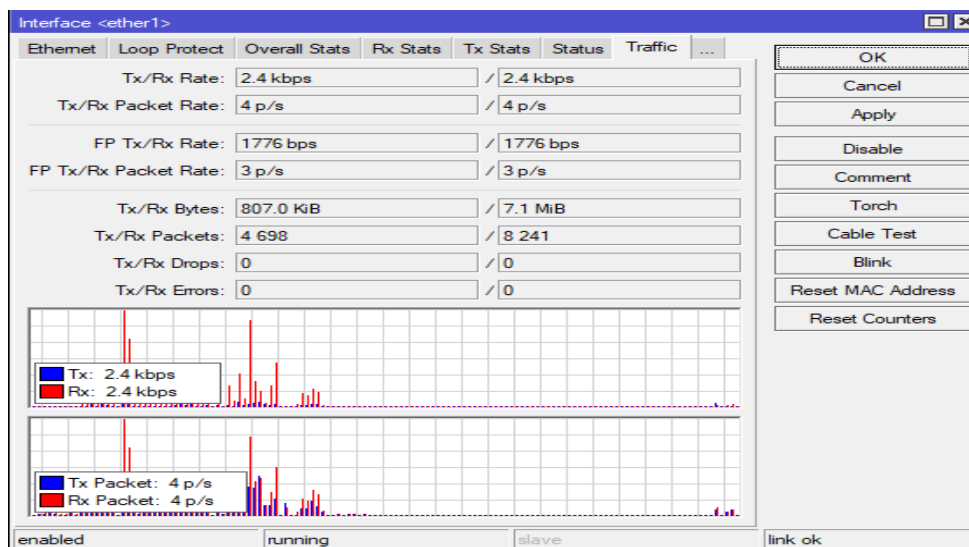 Interface <ether1>
Ethernet Loop Protect Overall Stats Rx Stats Tx Stats Status Traffic ...
Tx/Rx Rate: 2.4 kbps / 2.4 kbps
Tx/Rx Packet Rate: 4 p/s / 4 p/s
FP Tx/Rx Rate: 1776 bps / 1776 bps
FP Tx/Rx Packet Rate: 3 p/s / 3 p/s
Tx/Rx Bytes: 807.0 KiB / 7.1 MiB
Tx/Rx Packets: 4 698 / 8 241
Tx/Rx Drops: 0 / 0
Tx/Rx Errors: 0 / 0
Tx: 2.4 kbps
Rx: 2.4 kbps
Tx Packet: 4 p/s
Rx Packet: 4 p/s
OK
Cancel
Apply
Disable
Comment
Torch
Cable Test
Blink
Reset MAC Address
Reset Counters
enabled running slave link ok